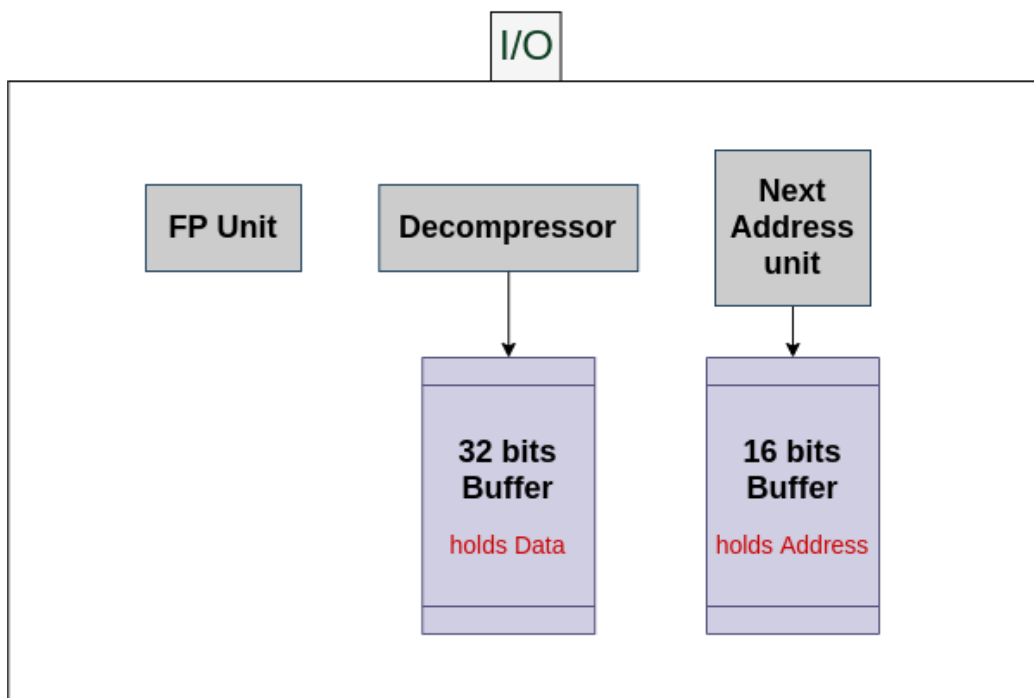 I/O
FP Unit
Decompressor
Next
Address
unit
32 bits
Buffer
holds Data
16 bits
Buffer
holds Address